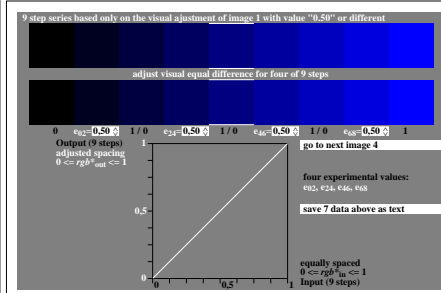 9 step series based only on the visual ajustment of image 1 with value "0.50" or different
adjust visual equal difference for four of 9 steps
0 e02=0,50 1 / 0 e24=0,50 1 / 0 e46=0,50 1 / 0 e68=0,50 1
Output (9 steps)
adjusted spacing
0 <= rgb*out <= 1
1
go to next image 4
four experimental values:
e02, e24, e46, e68
0,5
save 7 data above as text
equally spaced
0 <= rgb*in <= 1
Input (9 steps)
0
0 0,5 1